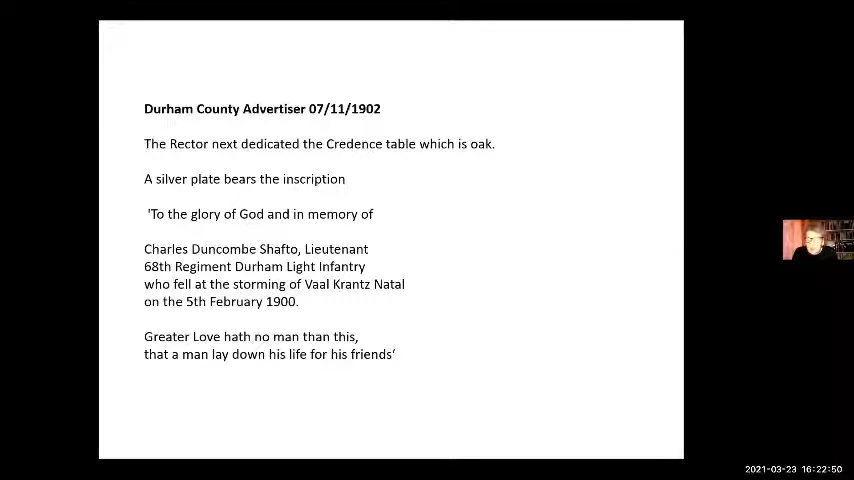 Durham County Advertiser 07/11/1902
The Rector next dedicated the Credence table which is oak.
A silver plate bears the inscription
'To the glory of God and in memory of
Charles Duncombe Shafto, Lieutenant
68th Regiment Durham Light Infantry
who fell at the storming of Vaal Krantz Natal
on the 5th February 1900.
Greater Love hath no man than this,
that a man lay down his life for his friends‘
2021-03-23 16:22:50